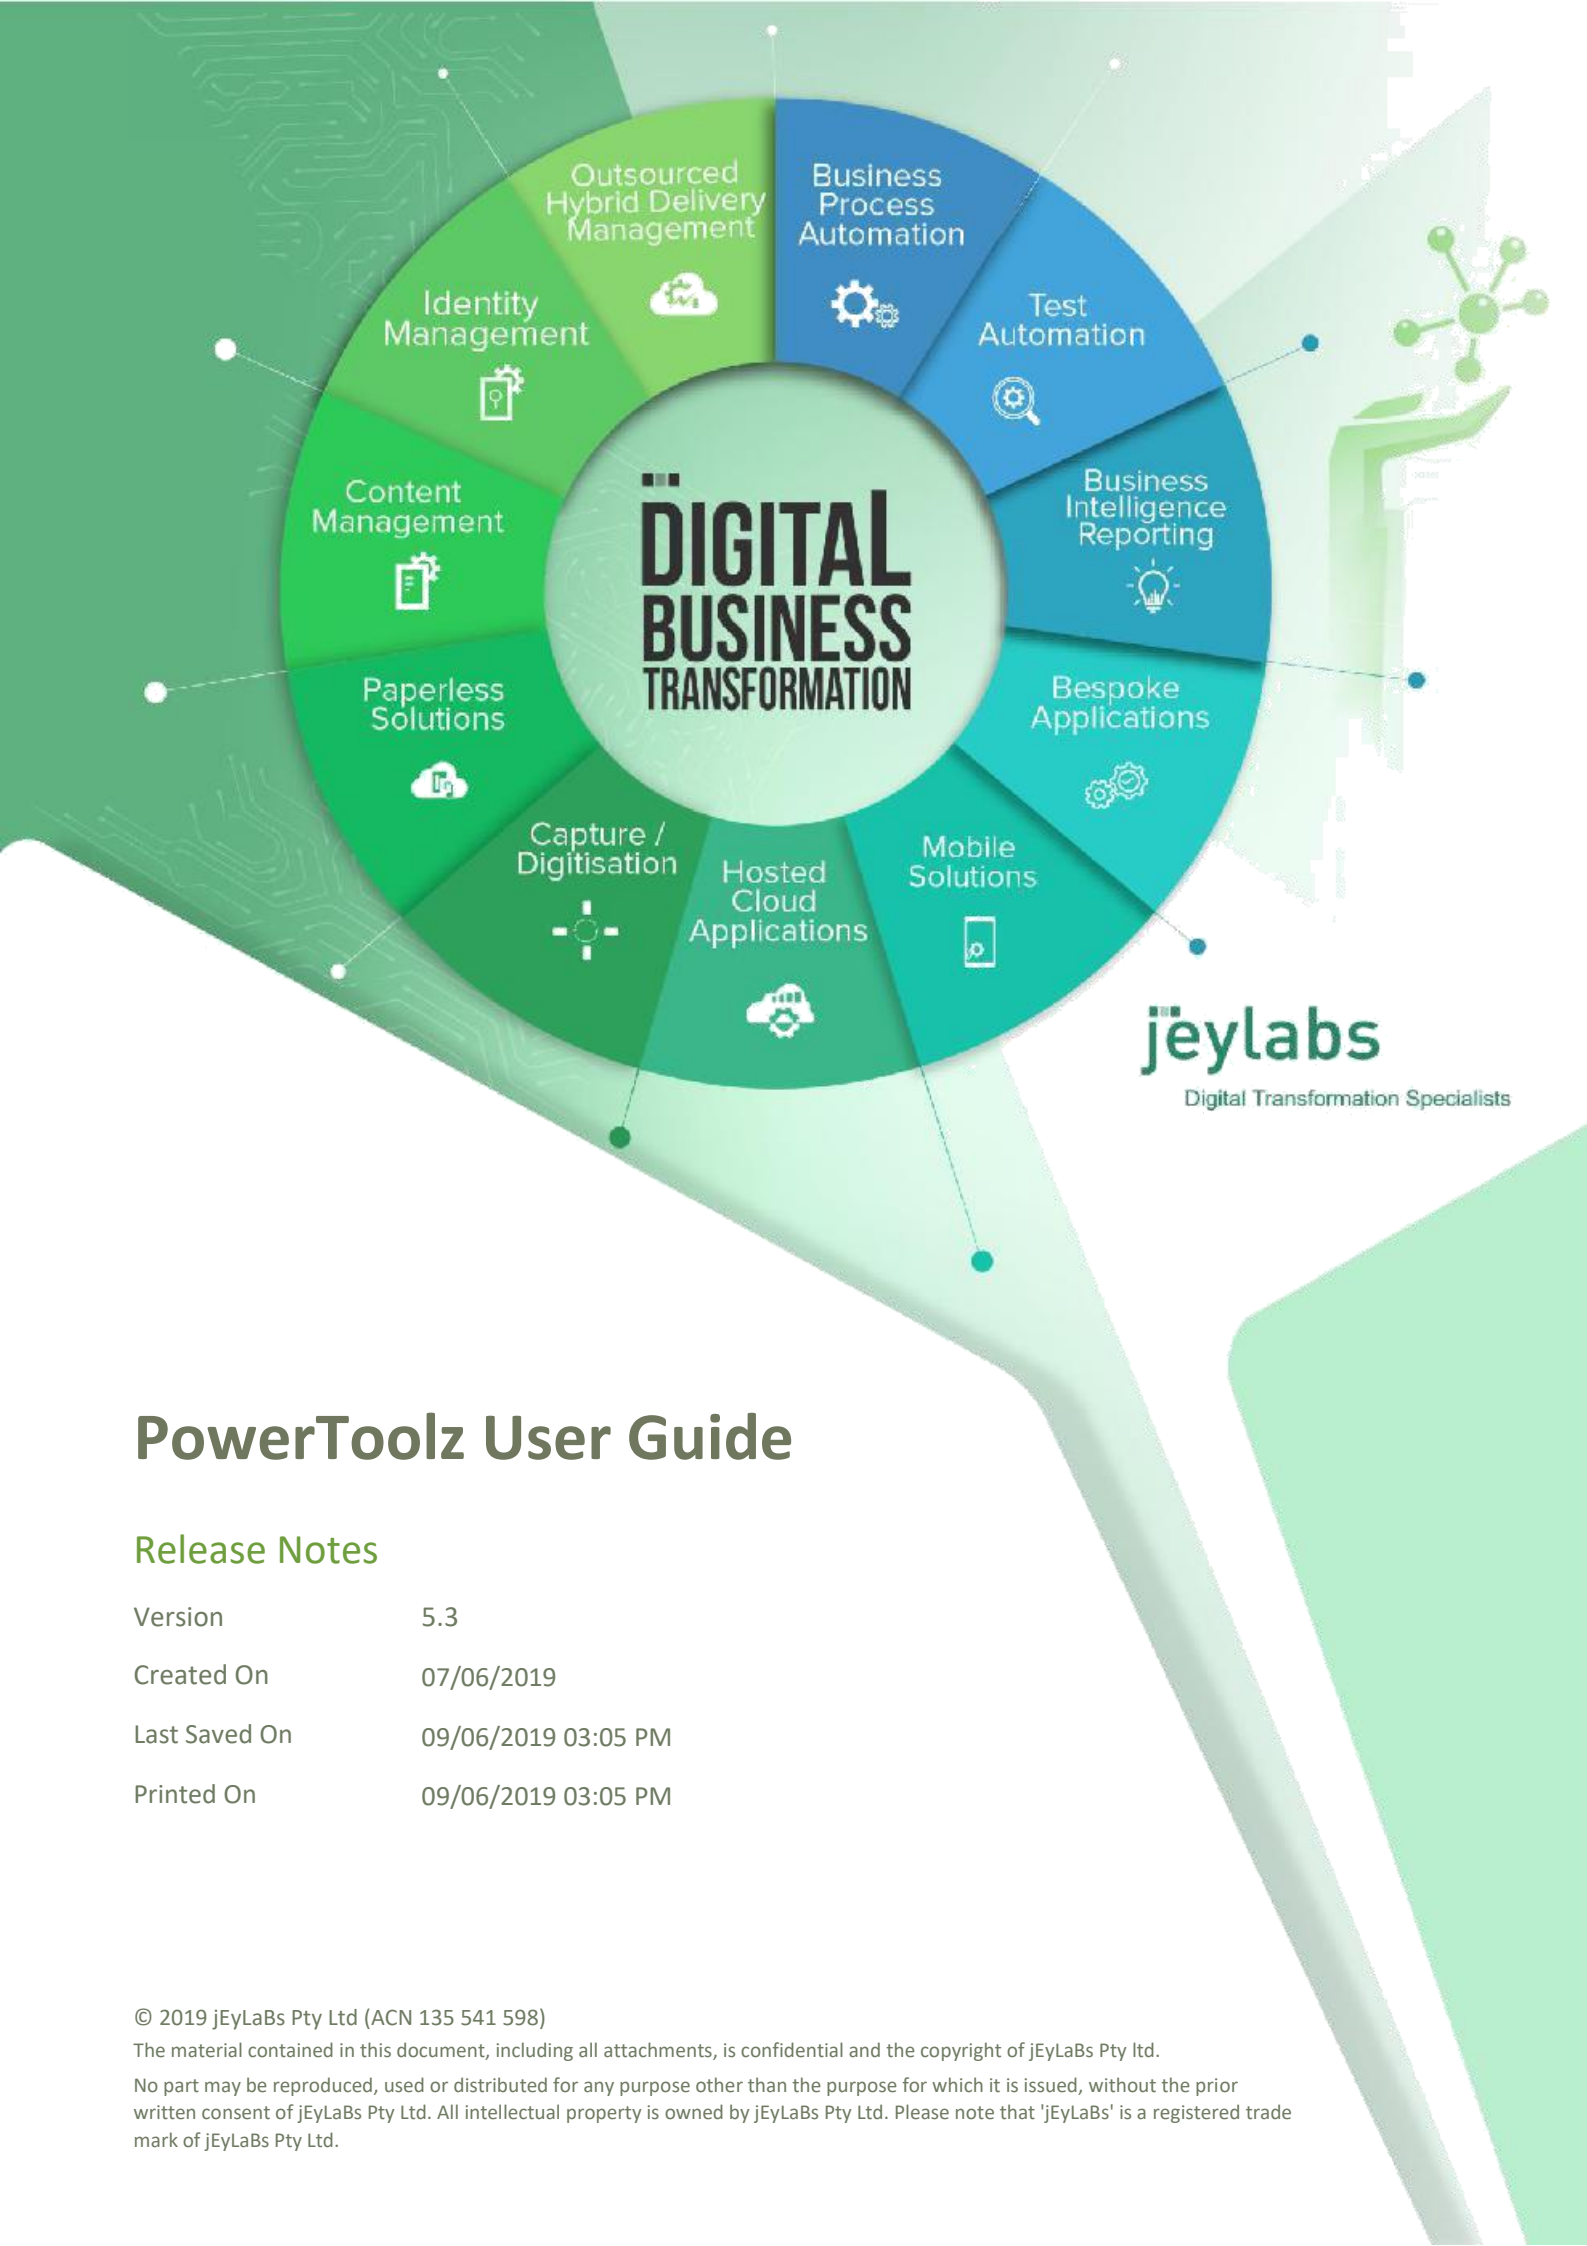 Outsourced
Hybrid Delivery
Management
Business
Process
Automation
Identity
Management
Test
Automation
Content
Management
Business
Intelligence
Reporting
DIGITAL
BUSINESS
TRANSFORMATION
Paperless
Solutions
Bespoke
Applications
Capture /
Digitisation
Hosted
Cloud
Applications
Mobile
Solutions
jeylabs
Digital Transformation Specialists
PowerToolz User Guide
Release Notes
Version 5.3
Created On 07/06/2019
Last Saved On 09/06/2019 03:05 PM
Printed On 09/06/2019 03:05 PM
© 2019 jEyLaBs Pty Ltd (ACN 135 541 598)
The material contained in this document, including all attachments, is confidential and the copyright of jEyLaBs Pty ltd.
No part may be reproduced, used or distributed for any purpose other than the purpose for which it is issued, without the prior
written consent of jEyLaBs Pty Ltd. All intellectual property is owned by jEyLaBs Pty Ltd. Please note that 'jEyLaBs' is a registered trade
mark of jEyLaBs Pty Ltd.